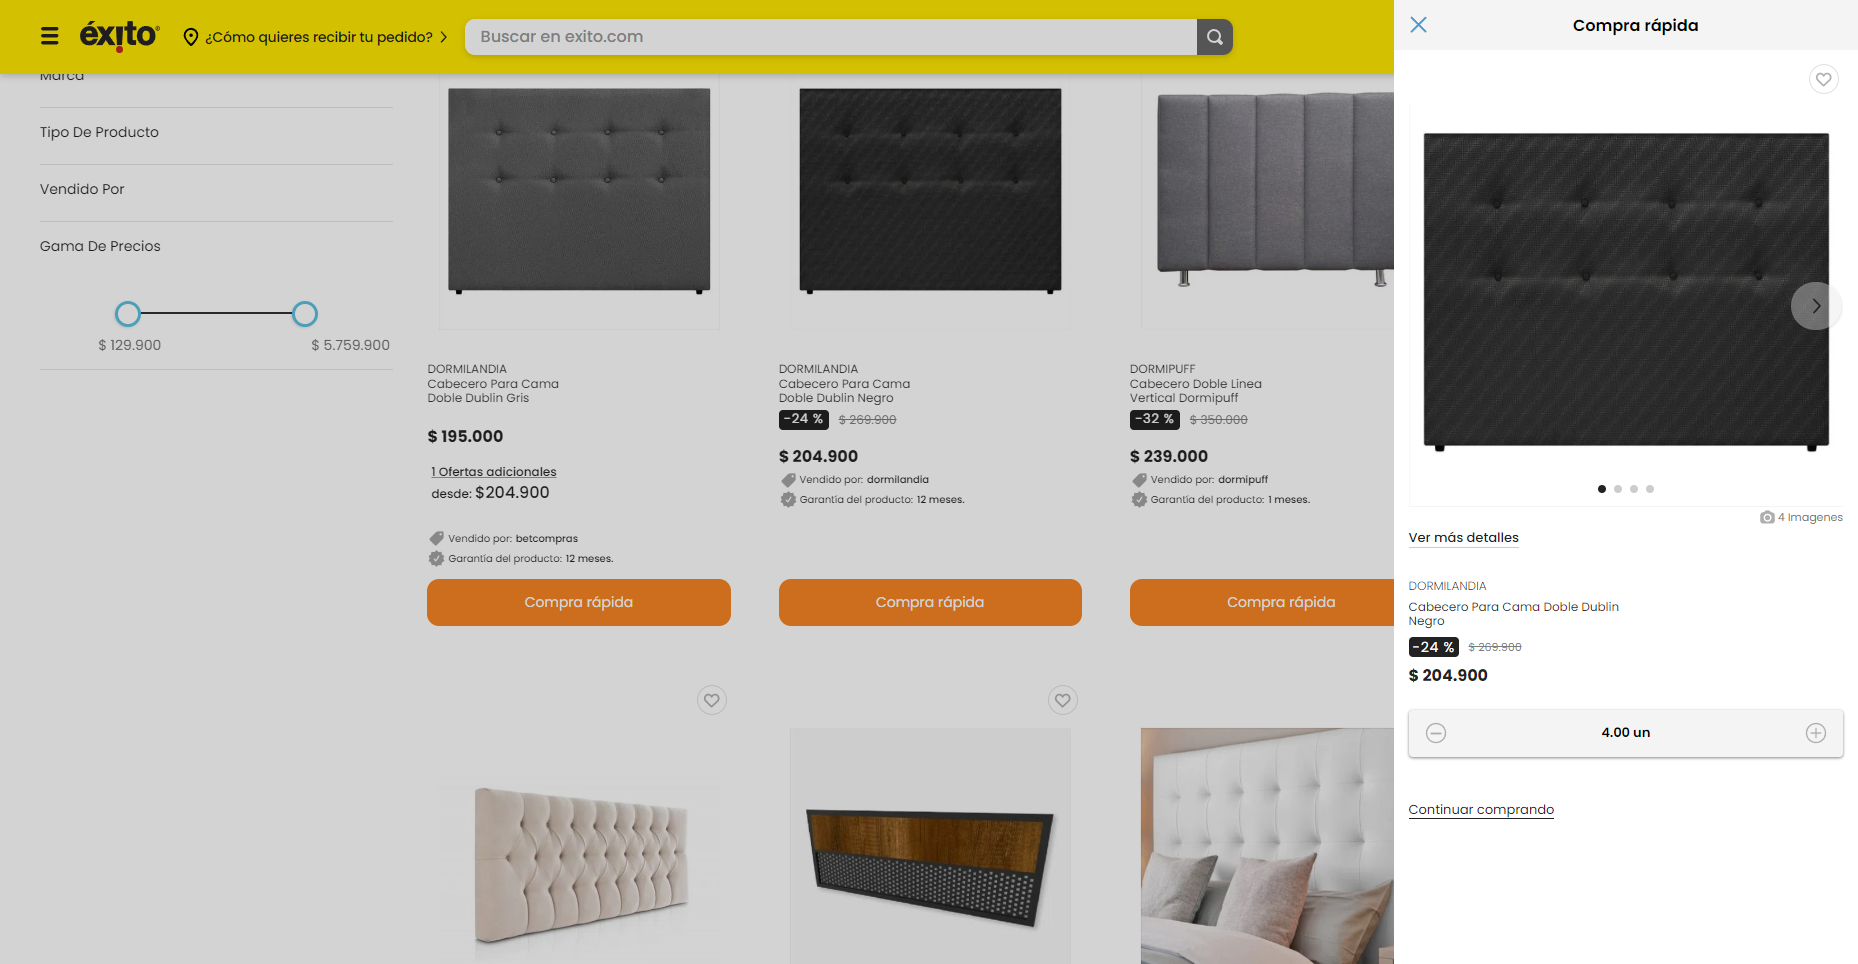 éxito
¿Cómo quieres recibir tu pedido?
Buscar en exito.com
Marca
Tipo De Producto
Vendido Por
Gama De Precios
$ 129.900
$ 5.759.900
DORMILANDIA
Cabecero Para Cama
Doble Dublin Gris
$ 195.000
1 Ofertas adicionales
desde: $204.900
Vendido por: betcompras
Garantía del producto: 12 meses.
Compra rápida
DORMILANDIA
Cabecero Para Cama
Doble Dublin Negro
-24 % $ 269.900
$ 204.900
Vendido por: dormilandia
Garantía del producto: 12 meses.
Compra rápida
DORMIPUFF
Cabecero Doble Linea
Vertical Dormipuff
-32 % $ 350.000
$ 239.000
Vendido por: dormipuff
Garantía del producto: 1 meses.
Compra rápida
Compra rápida
4 Imagenes
Ver más detalles
DORMILANDIA
Cabecero Para Cama Doble Dublin
Negro
-24 % $ 269.900
$ 204.900
4.00 un
Continuar comprando